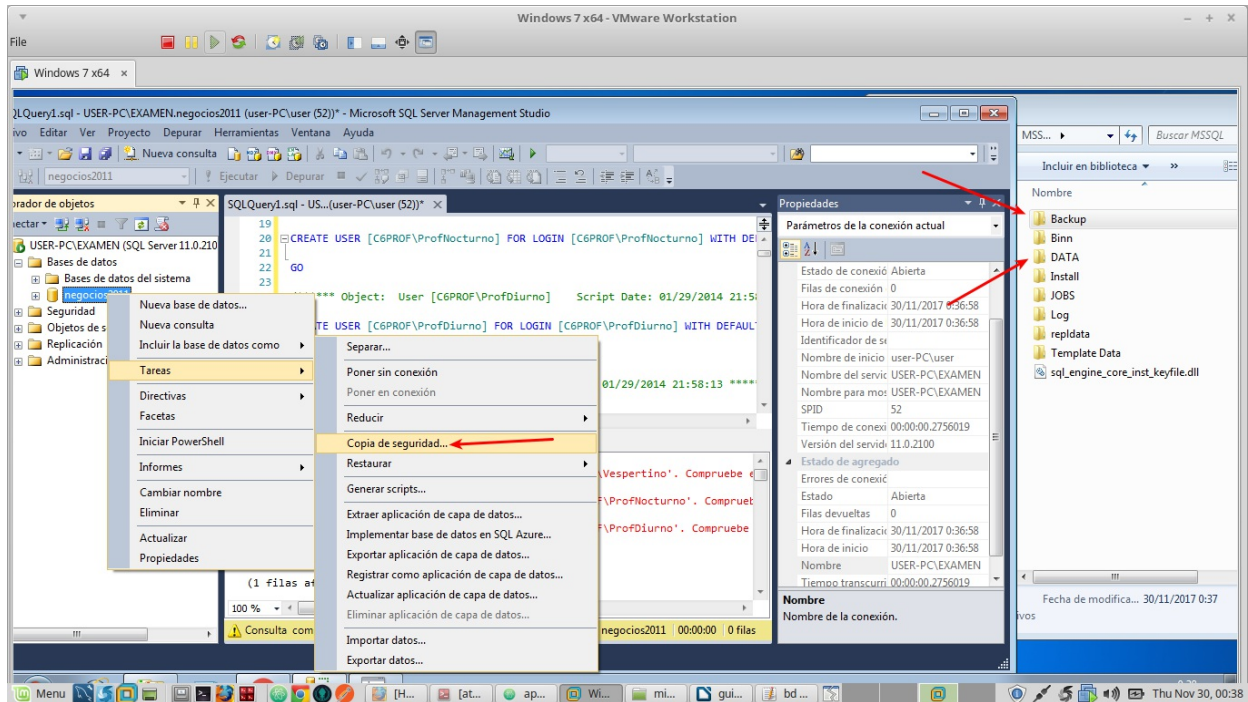 Windows 7 x64 - VMware Workstation
File
Windows 7 x64 ×
QLQuery1.sql - USER-PC\EXAMEN.negocios2011 (user-PC\user (52))* - Microsoft SQL Server Management Studio
ivo Editar Ver Proyecto Depurar Herramientas Ventana Ayuda
Nueva consulta
negocios2011
Ejecutar Depurar
orador de objetos
ectar
USER-PC\EXAMEN (SQL Server 11.0.210
Bases de datos
Bases de datos del sistema
negocios2011
Seguridad
Objetos de s
Replicación
Administraci
Nueva base de datos...
Nueva consulta
Incluir la base de datos como
Tareas
Directivas
Facetas
Iniciar PowerShell
Informes
Cambiar nombre
Eliminar
Actualizar
Propiedades
Separar...
Poner sin conexión
Poner en conexión
Reducir
Copia de seguridad...
Restaurar
Generar scripts...
Extraer aplicación de capa de datos...
Implementar base de datos en SQL Azure...
Exportar aplicación de capa de datos...
Registrar como aplicación de capa de datos...
Actualizar aplicación de capa de datos...
Eliminar aplicación de capa de datos...
Importar datos...
Exportar datos...
SQLQuery1.sql - US...(user-PC\user (52))* ×
19
20 CREATE USER [C6PROF\ProfNocturno] FOR LOGIN [C6PROF\ProfNocturno] WITH DE
21
22 GO
23
*** Object: User [C6PROF\ProfDiurno] Script Date: 01/29/2014 21:5
TE USER [C6PROF\ProfDiurno] FOR LOGIN [C6PROF\ProfDiurno] WITH DEFAUL
01/29/2014 21:58:13 ****
\Vespertino'. Compruebe e
F\ProfNocturno'. Comprueb
F\ProfDiurno'. Compruebe
(1 filas af
100 %
Consulta com
negocios2011 00:00:00 0 filas
Propiedades
Parámetros de la conexión actual
Estado de conexió Abierta
Filas de conexión 0
Hora de finalizació 30/11/2017 0:36:58
Hora de inicio de 30/11/2017 0:36:58
Identificador de se
Nombre de inicio user-PC\user
Nombre del servic USER-PC\EXAMEN
Nombre para mos USER-PC\EXAMEN
SPID 52
Tiempo de conexi 00:00:00.2756019
Versión del servid 11.0.2100
Estado de agregado
Errores de conexió
Estado Abierta
Filas devueltas 0
Hora de finalizació 30/11/2017 0:36:58
Hora de inicio 30/11/2017 0:36:58
Nombre USER-PC\EXAMEN
Tiempo transcurri 00:00:00.2756019
Nombre
Nombre de la conexión.
MSS...
Buscar MSSQL
Incluir en biblioteca »
Nombre
Backup
Binn
DATA
Install
JOBS
Log
repldata
Template Data
sql_engine_core_inst_keyfile.dll
Fecha de modifica... 30/11/2017 0:37
ivos
Menu
[H...
[at...
ap...
Wi...
mi...
gui...
bd ...
Thu Nov 30, 00:38